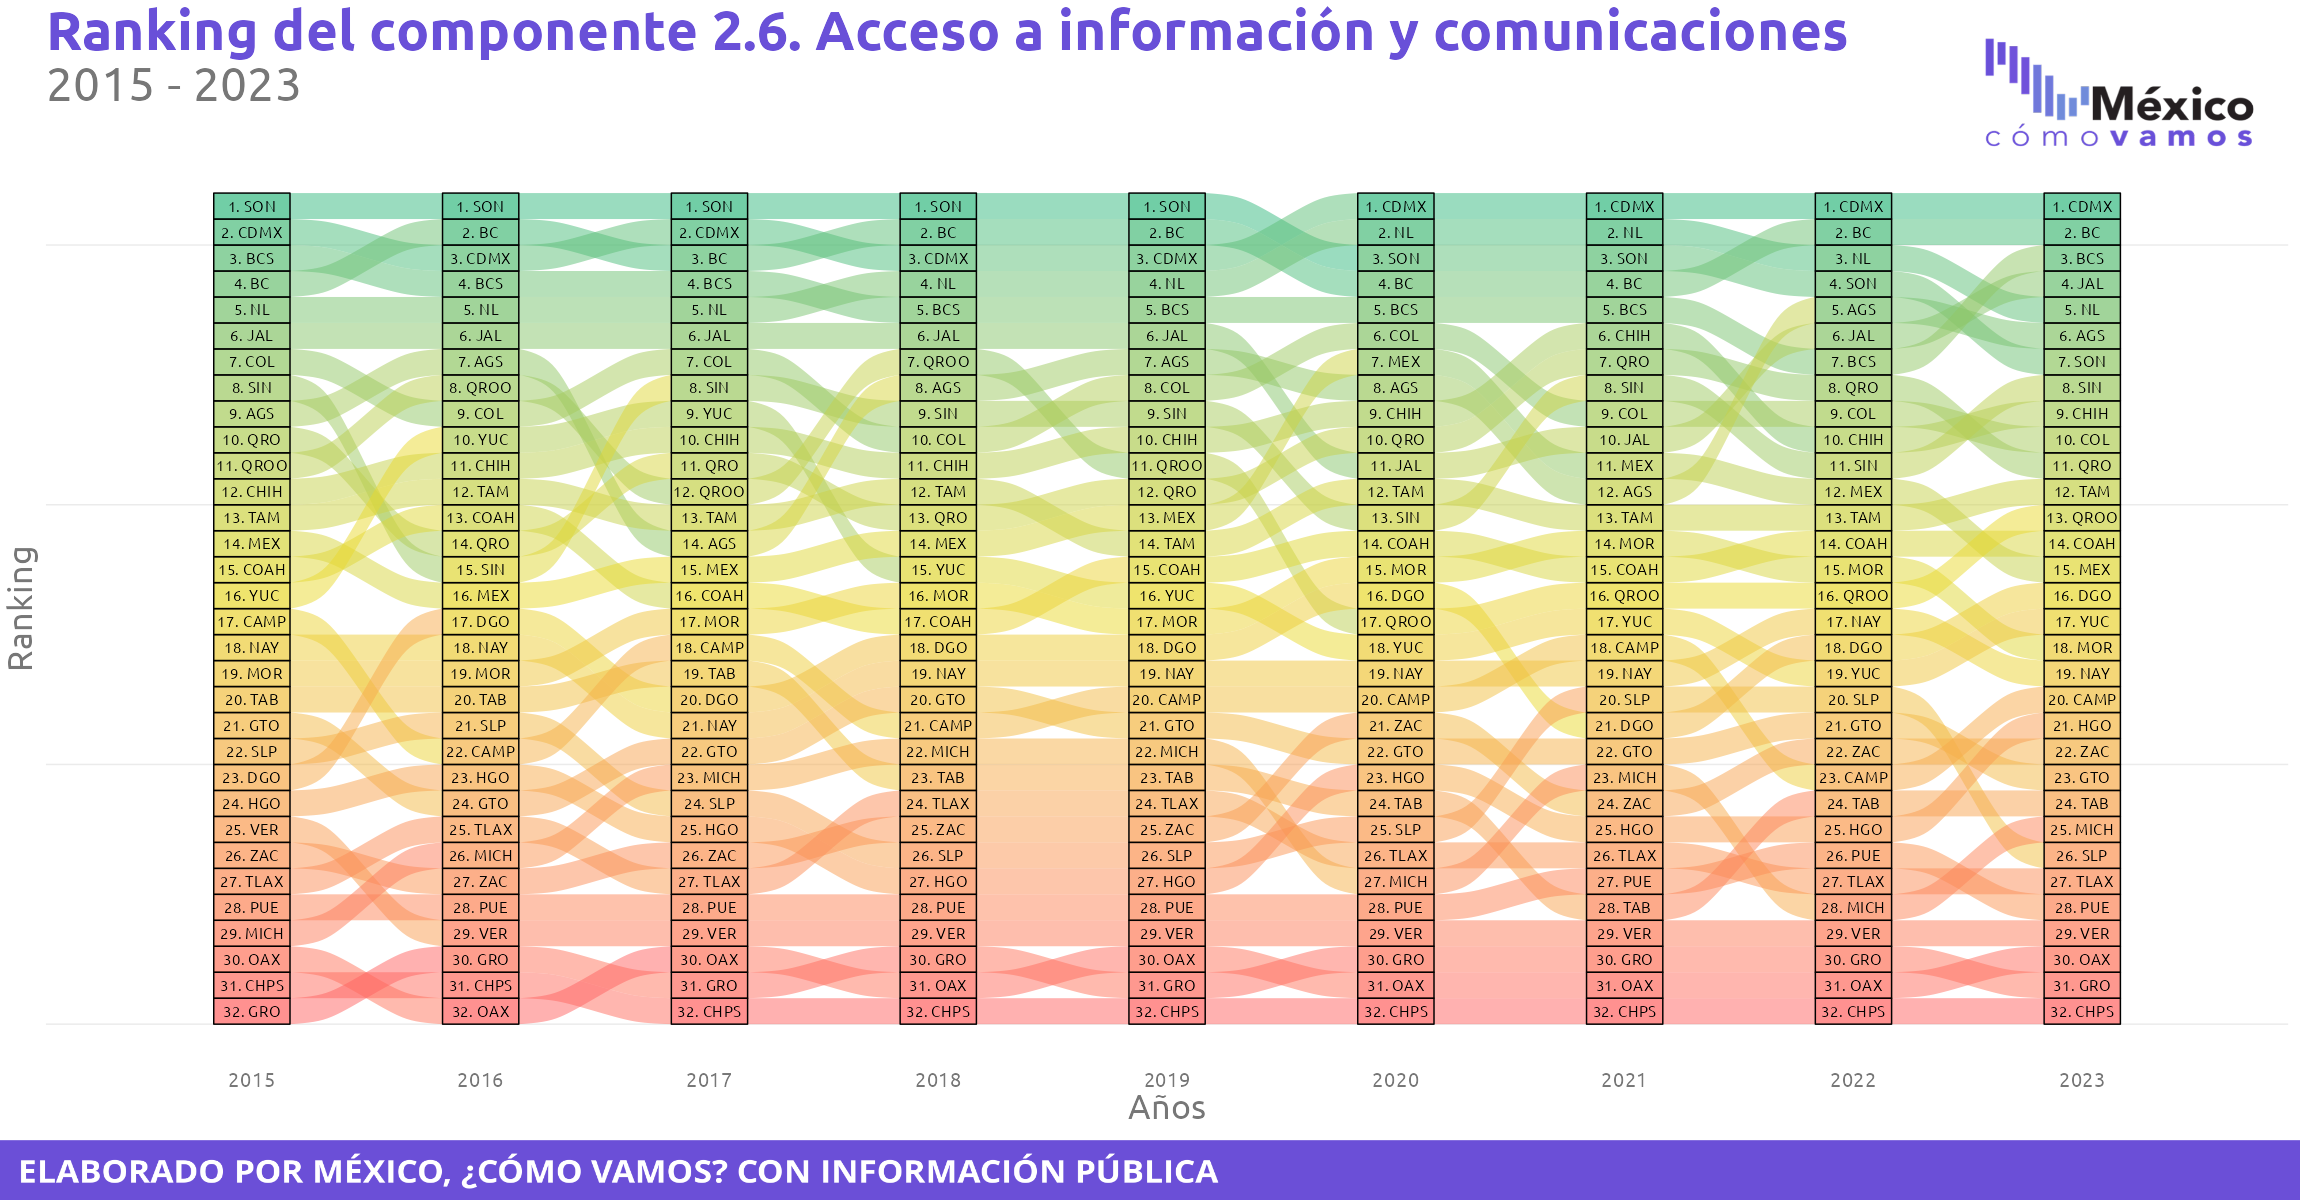 Ranking del componente 2.6. Acceso a información y comunicaciones
2015 - 2023
México
cómovamos
Ranking
1. SON 1. SON 1. SON 1. SON 1. SON 1. CDMX 1. CDMX 1. CDMX 1. CDMX
2. CDMX 2. BC 2. CDMX 2. BC 2. BC 2. NL 2. NL 2. BC 2. BC
3. BCS 3. CDMX 3. BC 3. CDMX 3. CDMX 3. SON 3. SON 3. NL 3. BCS
4. BC 4. BCS 4. BCS 4. NL 4. NL 4. BC 4. BC 4. SON 4. JAL
5. NL 5. NL 5. NL 5. BCS 5. BCS 5. BCS 5. BCS 5. AGS 5. NL
6. JAL 6. JAL 6. JAL 6. JAL 6. JAL 6. COL 6. CHIH 6. JAL 6. AGS
7. COL 7. AGS 7. COL 7. QROO 7. AGS 7. MEX 7. QRO 7. BCS 7. SON
8. SIN 8. QROO 8. SIN 8. AGS 8. COL 8. AGS 8. SIN 8. QRO 8. SIN
9. AGS 9. COL 9. YUC 9. SIN 9. SIN 9. CHIH 9. COL 9. COL 9. CHIH
10. QRO 10. YUC 10. CHIH 10. COL 10. CHIH 10. QRO 10. JAL 10. CHIH 10. COL
11. QROO 11. CHIH 11. QRO 11. CHIH 11. QROO 11. JAL 11. MEX 11. SIN 11. QRO
12. CHIH 12. TAM 12. QROO 12. TAM 12. QRO 12. TAM 12. AGS 12. MEX 12. TAM
13. TAM 13. COAH 13. TAM 13. QRO 13. MEX 13. SIN 13. TAM 13. TAM 13. QROO
14. MEX 14. QRO 14. AGS 14. MEX 14. TAM 14. COAH 14. MOR 14. COAH 14. COAH
15. COAH 15. SIN 15. MEX 15. YUC 15. COAH 15. MOR 15. COAH 15. MOR 15. MEX
16. YUC 16. MEX 16. COAH 16. MOR 16. YUC 16. DGO 16. QROO 16. QROO 16. DGO
17. CAMP 17. DGO 17. MOR 17. COAH 17. MOR 17. QROO 17. YUC 17. NAY 17. YUC
18. NAY 18. NAY 18. CAMP 18. DGO 18. DGO 18. YUC 18. CAMP 18. DGO 18. MOR
19. MOR 19. MOR 19. TAB 19. NAY 19. NAY 19. NAY 19. NAY 19. YUC 19. NAY
20. TAB 20. TAB 20. DGO 20. GTO 20. CAMP 20. CAMP 20. SLP 20. SLP 20. CAMP
21. GTO 21. SLP 21. NAY 21. CAMP 21. GTO 21. ZAC 21. DGO 21. GTO 21. HGO
22. SLP 22. CAMP 22. GTO 22. MICH 22. MICH 22. GTO 22. GTO 22. ZAC 22. ZAC
23. DGO 23. HGO 23. MICH 23. TAB 23. TAB 23. HGO 23. MICH 23. CAMP 23. GTO
24. HGO 24. GTO 24. SLP 24. TLAX 24. TLAX 24. TAB 24. ZAC 24. TAB 24. TAB
25. VER 25. TLAX 25. HGO 25. ZAC 25. ZAC 25. SLP 25. HGO 25. HGO 25. MICH
26. ZAC 26. MICH 26. ZAC 26. SLP 26. SLP 26. TLAX 26. TLAX 26. PUE 26. SLP
27. TLAX 27. ZAC 27. TLAX 27. HGO 27. HGO 27. MICH 27. PUE 27. TLAX 27. TLAX
28. PUE 28. PUE 28. PUE 28. PUE 28. PUE 28. PUE 28. TAB 28. MICH 28. PUE
29. MICH 29. VER 29. VER 29. VER 29. VER 29. VER 29. VER 29. VER 29. VER
30. OAX 30. GRO 30. OAX 30. GRO 30. OAX 30. GRO 30. GRO 30. GRO 30. OAX
31. CHPS 31. CHPS 31. GRO 31. OAX 31. GRO 31. OAX 31. OAX 31. OAX 31. GRO
32. GRO 32. OAX 32. CHPS 32. CHPS 32. CHPS 32. CHPS 32. CHPS 32. CHPS 32. CHPS
2015 2016 2017 2018 2019 2020 2021 2022 2023
Años
ELABORADO POR MÉXICO, ¿CÓMO VAMOS? CON INFORMACIÓN PÚBLICA